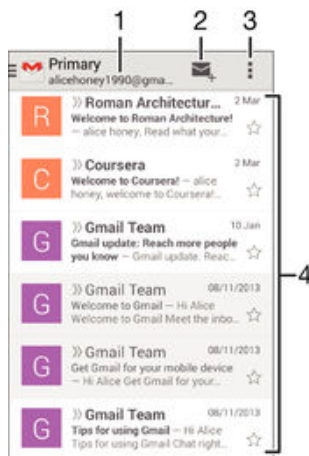 1 2 3
Primary
alicehoney1990@gma...
R
Roman Architectur... 2 Mar
Welcome to Roman Architecture!
– alice honey, Read what your...
C
Coursera 2 Mar
Welcome to Coursera! – alice
honey, welcome to Coursera!...
G
Gmail Team 10 Jan
Gmail update: Reach more people
you know – Gmail update. Reac...
4
G
Gmail Team 08/11/2013
Welcome to Gmail – Hi Alice
Welcome to Gmail Meet the inbo...
G
Gmail Team 08/11/2013
Get Gmail for your mobile device
– Hi Alice Get Gmail for your...
G
Gmail Team 08/11/2013
Tips for using Gmail – Hi Alice
Tips for using Gmail Chat right...